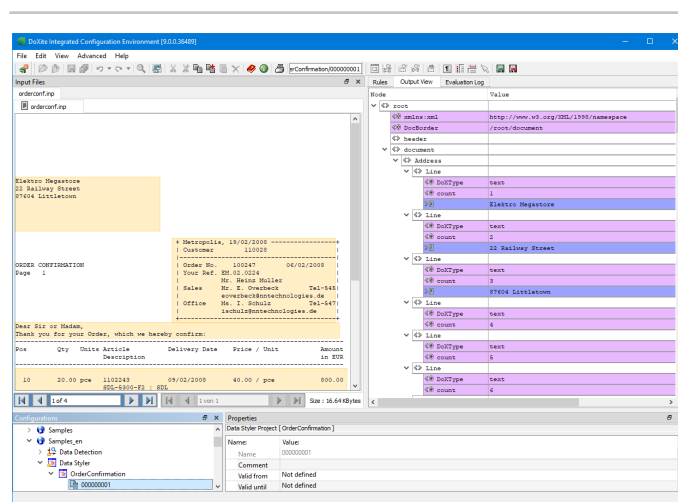 DoXite Integrated Configuration Environment [9.0.0.36489]
File Edit View Advanced Help
erConfirmation/000000001
Input Files
Rules Output View Evaluation Log
orderconf.inp
orderconf.inp
Node Value
root
xmlns:xml http://www.w3.org/XML/1998/namespace
DocBorder /root/document
header
document
Address
Line
DoXType text
count 1
Elektro Megastore
Line
DoXType text
count 2
22 Railway Street
Line
DoXType text
count 3
87604 Littletown
Line
DoXType text
count 4
Line
DoXType text
count 5
Line
DoXType text
count 6
Elektro Megastore
22 Railway Street
87604 Littletown
+ Metropolis, 19/02/2008 -----------------+
| Customer 110028 |
|-----------------------------------------|
ORDER CONFIRMATION | Order No. 100247 06/02/2008 |
Page 1 | Your Ref. EM.02.0224 |
| Mr. Heinz Muller |
| Sales Mr. E. Overbeck Tel-548|
| eoverbeck@nntechnologies.de |
| Office Ms. I. Schulz Tel-547|
| ischulz@nntechnologies.de |
+-----------------------------------------+
Dear Sir or Madam,
Thank you for your Order, which we hereby confirm:
Pos Qty Units Article Delivery Date Price / Unit Amount
Description in EUR
10 20.00 pce 1102243 09/02/2008 40.00 / pce 800.00
SDL-5300-F2 : SDL
1 of 4 1 von 1 Size : 16.64 KBytes
Configurations
Samples
Samples_en
Data Detection
Data Styler
OrderConfirmation
000000001
Properties
Data Styler Project [ OrderConfirmation ]
Name: Value:
Name 000000001
Comment
Valid from Not defined
Valid until Not defined